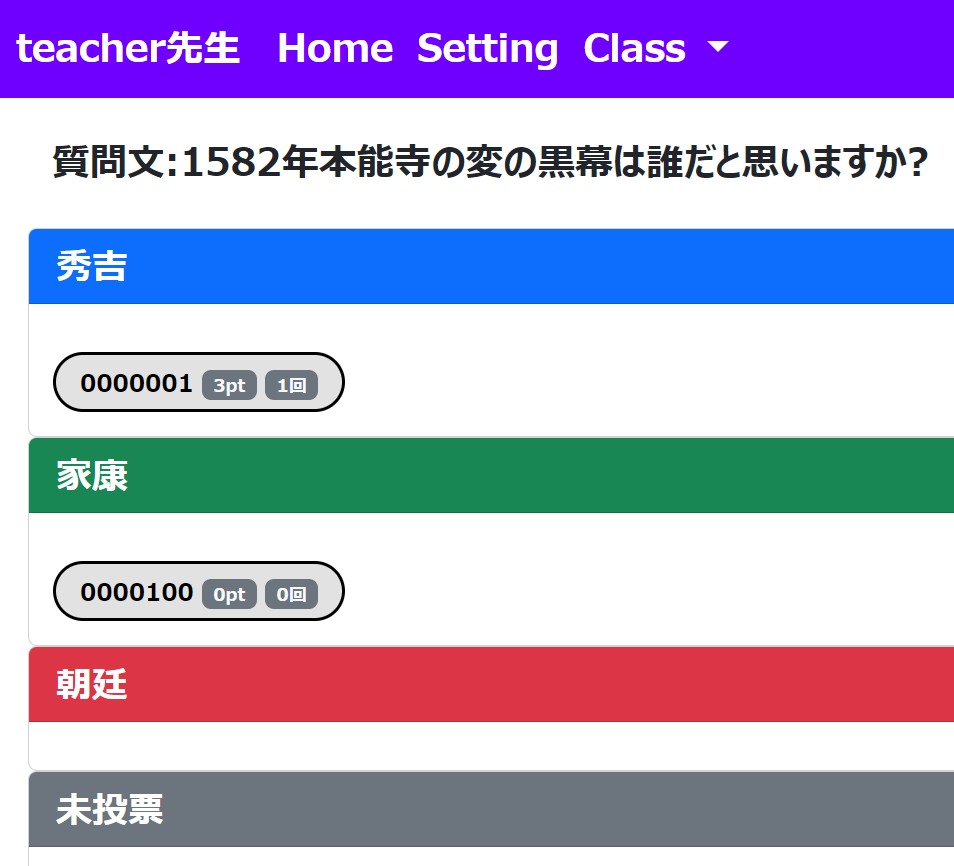 teacher先生 Home Setting Class
質問文:1582年本能寺の変の黒幕は誰だと思いますか?
秀吉
0000001 3pt 1回
家康
0000100 0pt 0回
朝廷
未投票